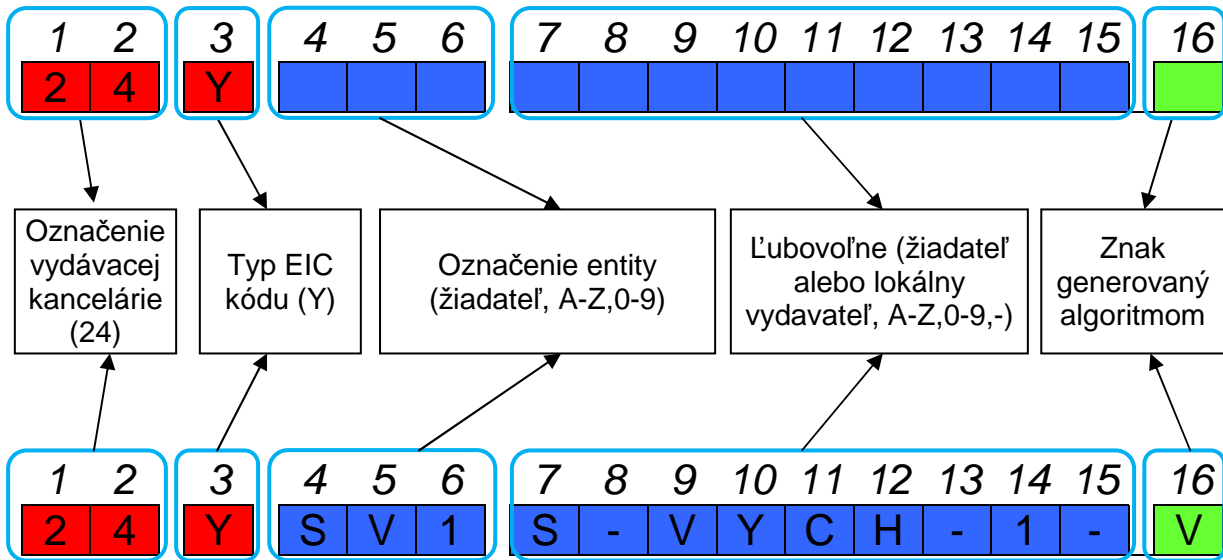 1 2 3 4 5 6 7 8 9 10 11 12 13 14 15 16
2 4 Y
Označenie
vydávacej
kancelárie
(24)
Typ EIC
kódu (Y)
Označenie entity
(žiadateľ, A-Z,0-9)
Ľubovoľne (žiadateľ
alebo lokálny
vydavateľ, A-Z,0-9,-)
Znak
generovaný
algoritmom
1 2 3 4 5 6 7 8 9 10 11 12 13 14 15 16
2 4 Y S V 1 S - V Y C H - 1 - V